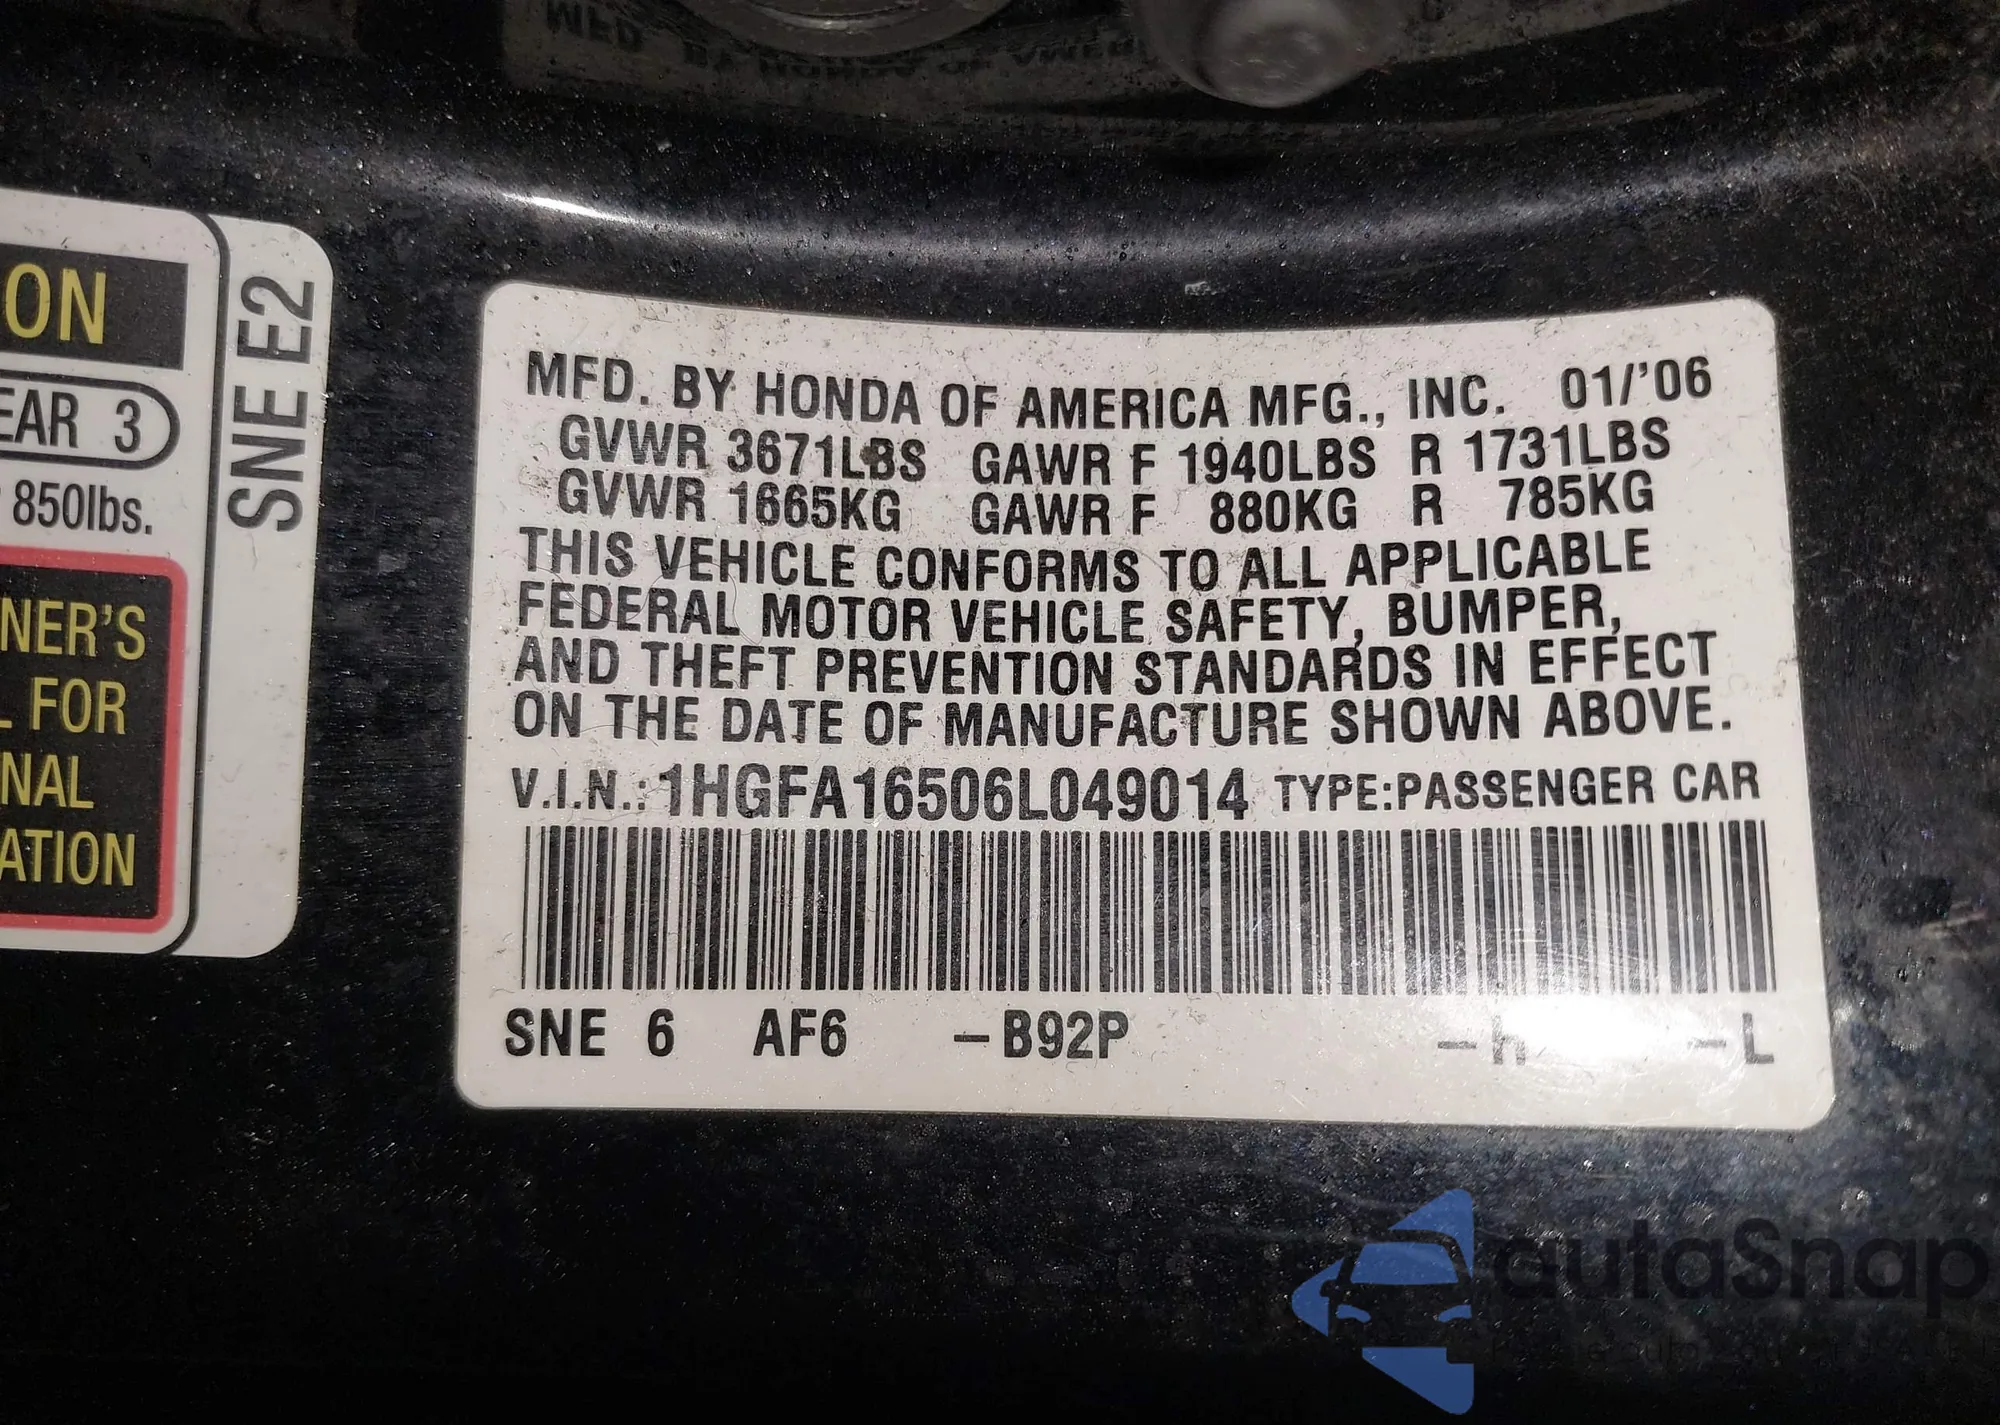 ON
EAR 3
850lbs.
NER'S
L FOR
NAL
ATION
SNE E2
MFD. BY HONDA OF AMERICA MFG., INC. 01/'06
GVWR 3671LBS GAWR F 1940LBS R 1731LBS
GVWR 1665KG GAWR F 880KG R 785KG
THIS VEHICLE CONFORMS TO ALL APPLICABLE
FEDERAL MOTOR VEHICLE SAFETY, BUMPER,
AND THEFT PREVENTION STANDARDS IN EFFECT
ON THE DATE OF MANUFACTURE SHOWN ABOVE.
V.I.N.: 1HGFA16506L049014 TYPE:PASSENGER CAR
SNE 6 AF6 –B92P –H –L
autaSnap